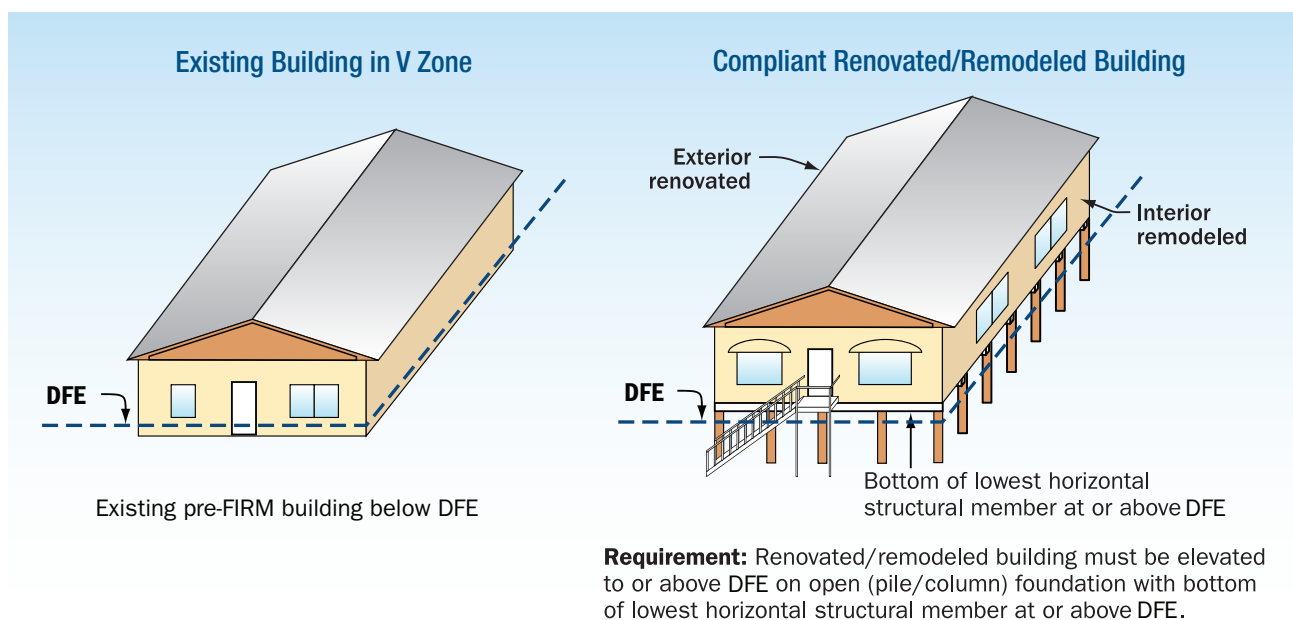 Existing Building in V Zone
DFE
Existing pre-FIRM building below DFE
Compliant Renovated/Remodeled Building
Exterior
renovated
Interior
remodeled
DFE
Bottom of lowest horizontal
structural member at or above DFE
Requirement: Renovated/remodeled building must be elevated
to or above DFE on open (pile/column) foundation with bottom
of lowest horizontal structural member at or above DFE.